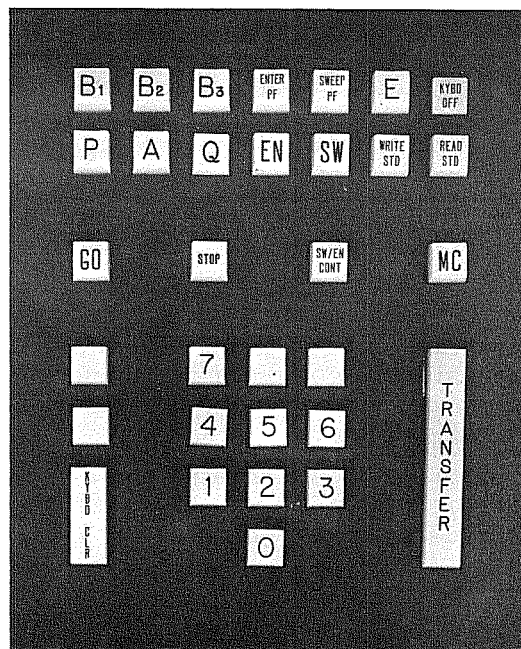 B1 B2 B3 ENTER PF SWEEP PF E KYBD OFF
P A Q EN SW WRITE STD READ STD
GO STOP SW/EN CONT MC
7
4 5 6
1 2 3
0
KYBD CLR
TRANSFER